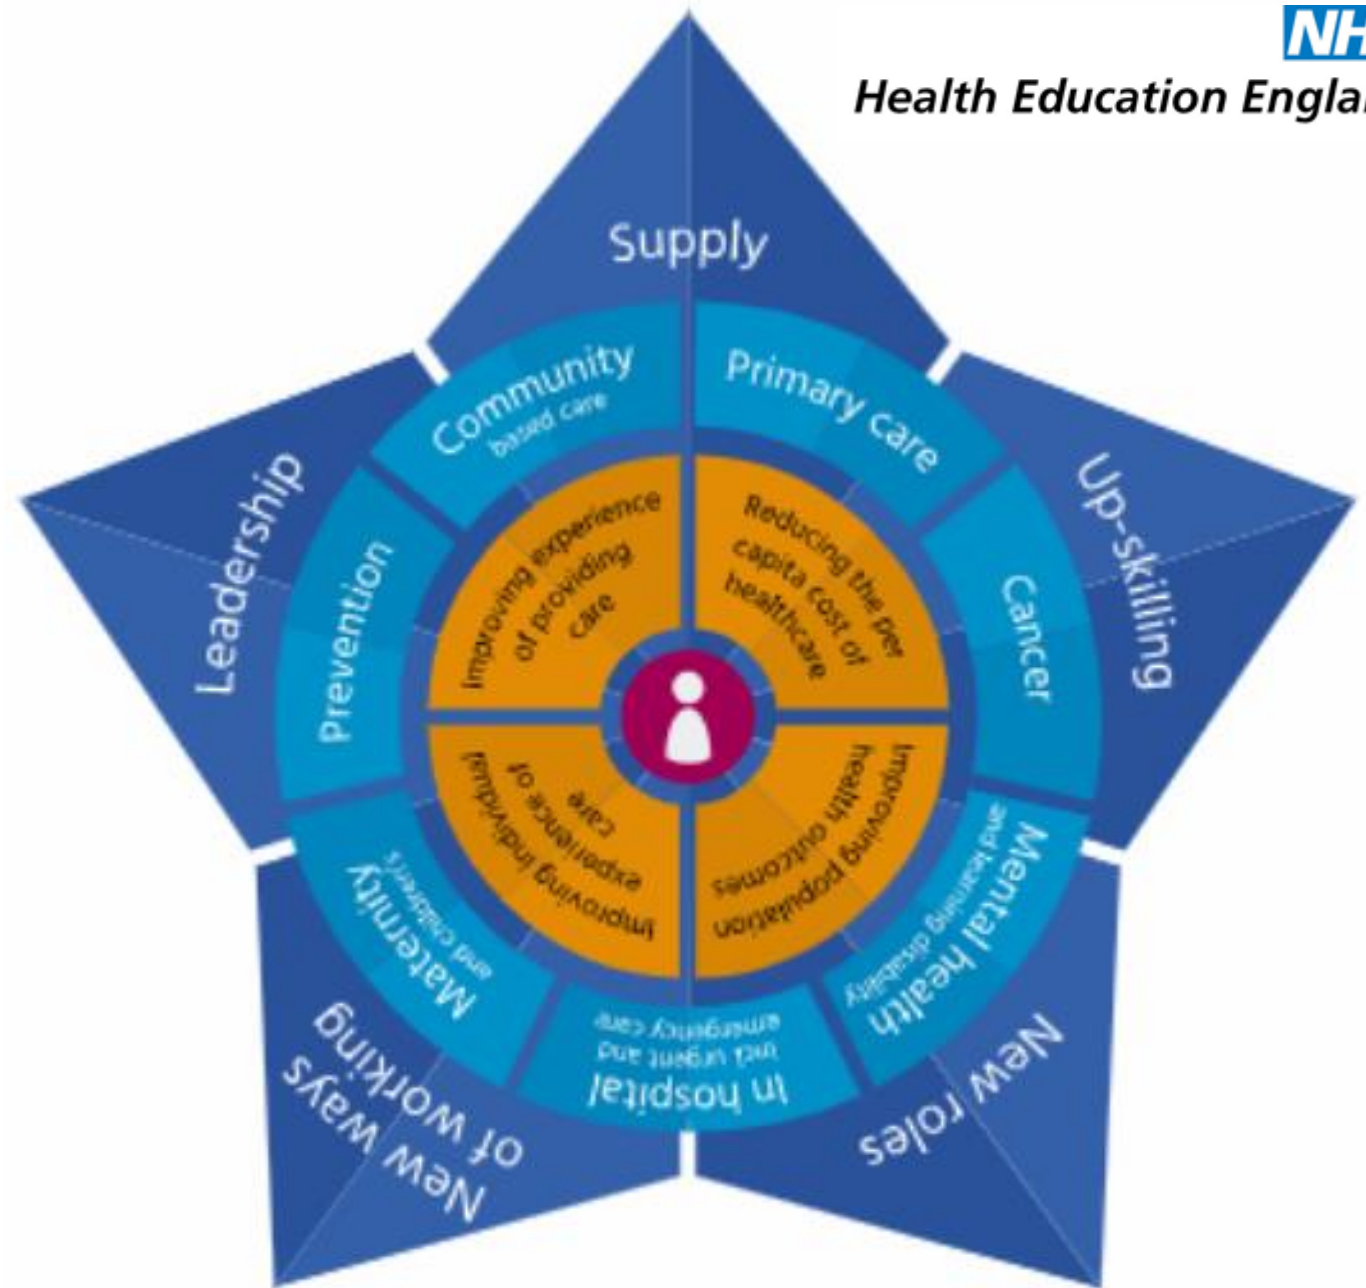 NH
Health Education Englan
Supply
Community
based care
Primary care
Up-skilling
Cancer
Leadership
Prevention
Improving experience
of providing
care
Reducing the per
capita cost of
healthcare
Improving individual
experience of
care
Improving population
health outcomes
Maternity
and children's
Mental health
and learning disability
In hospital
incl urgent and
emergency care
New ways
of working
New roles